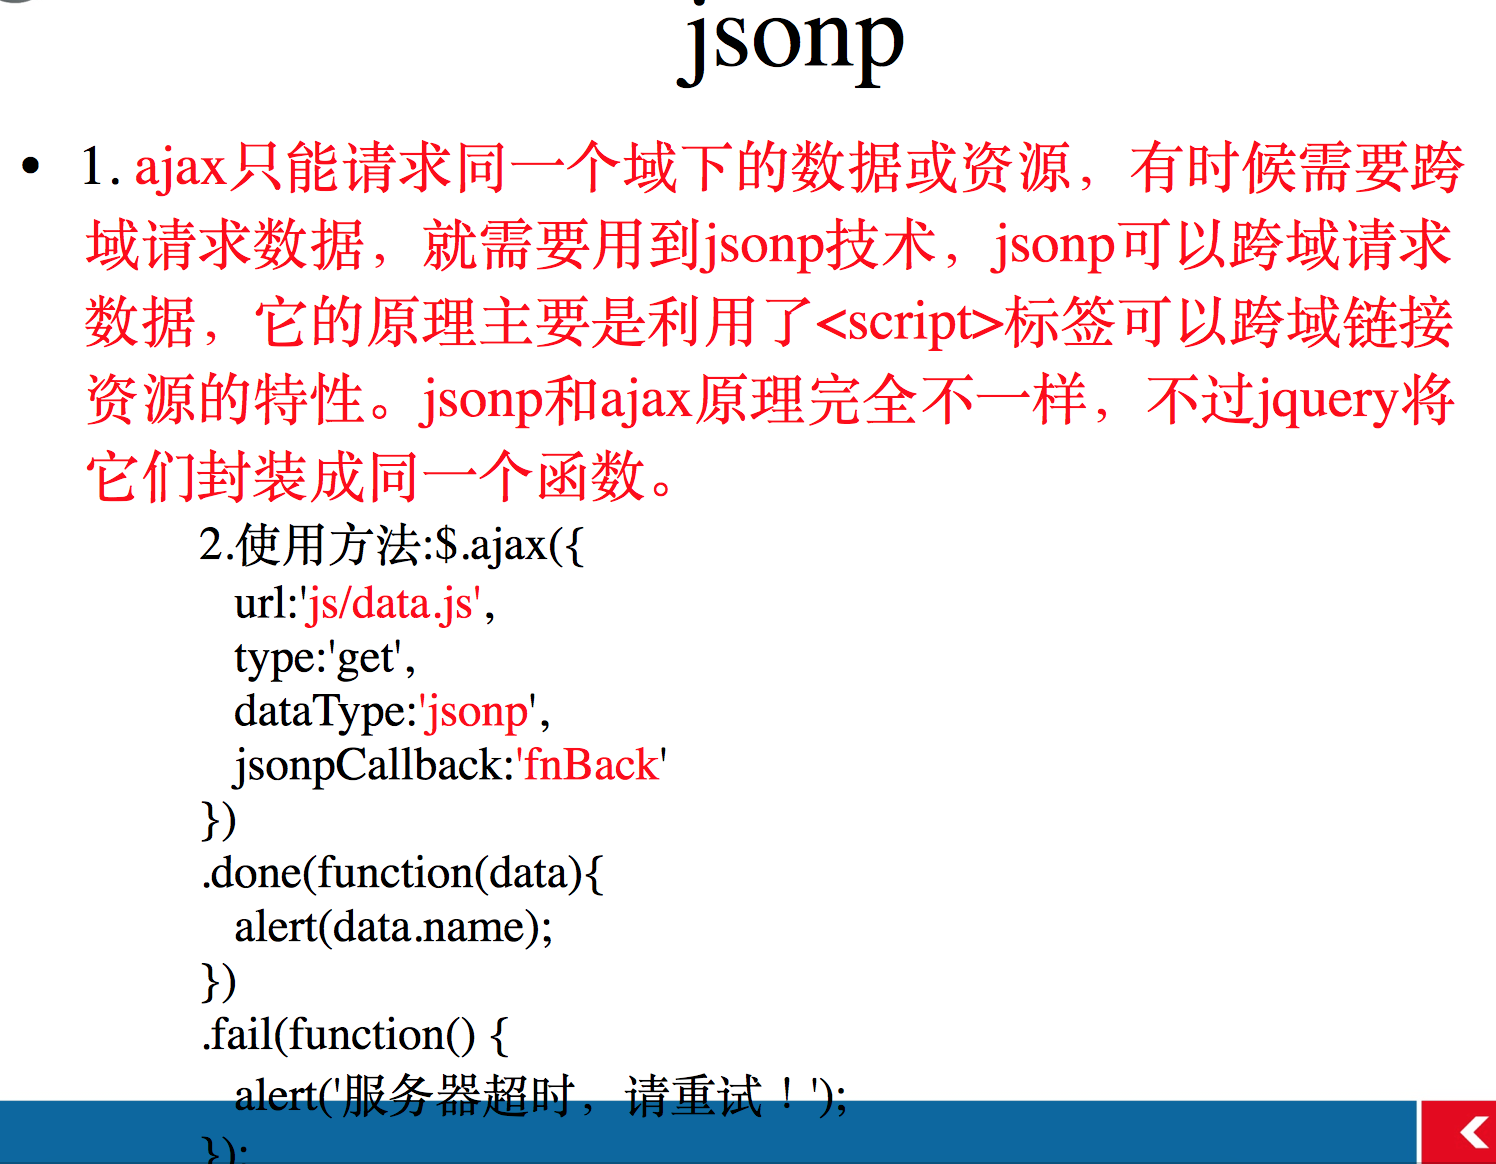 jsonp
• 1. ajax只能请求同一个域下的数据或资源，有时候需要跨
域请求数据，就需要用到jsonp技术，jsonp可以跨域请求
数据，它的原理主要是利用了<script>标签可以跨域链接
资源的特性。jsonp和ajax原理完全不一样，不过jquery将
它们封装成同一个函数。
2.使用方法:$.ajax({
url:'js/data.js',
type:'get',
dataType:'jsonp',
jsonpCallback:'fnBack'
})
.done(function(data){
alert(data.name);
})
.fail(function() {
alert('服务器超时，请重试！');
});